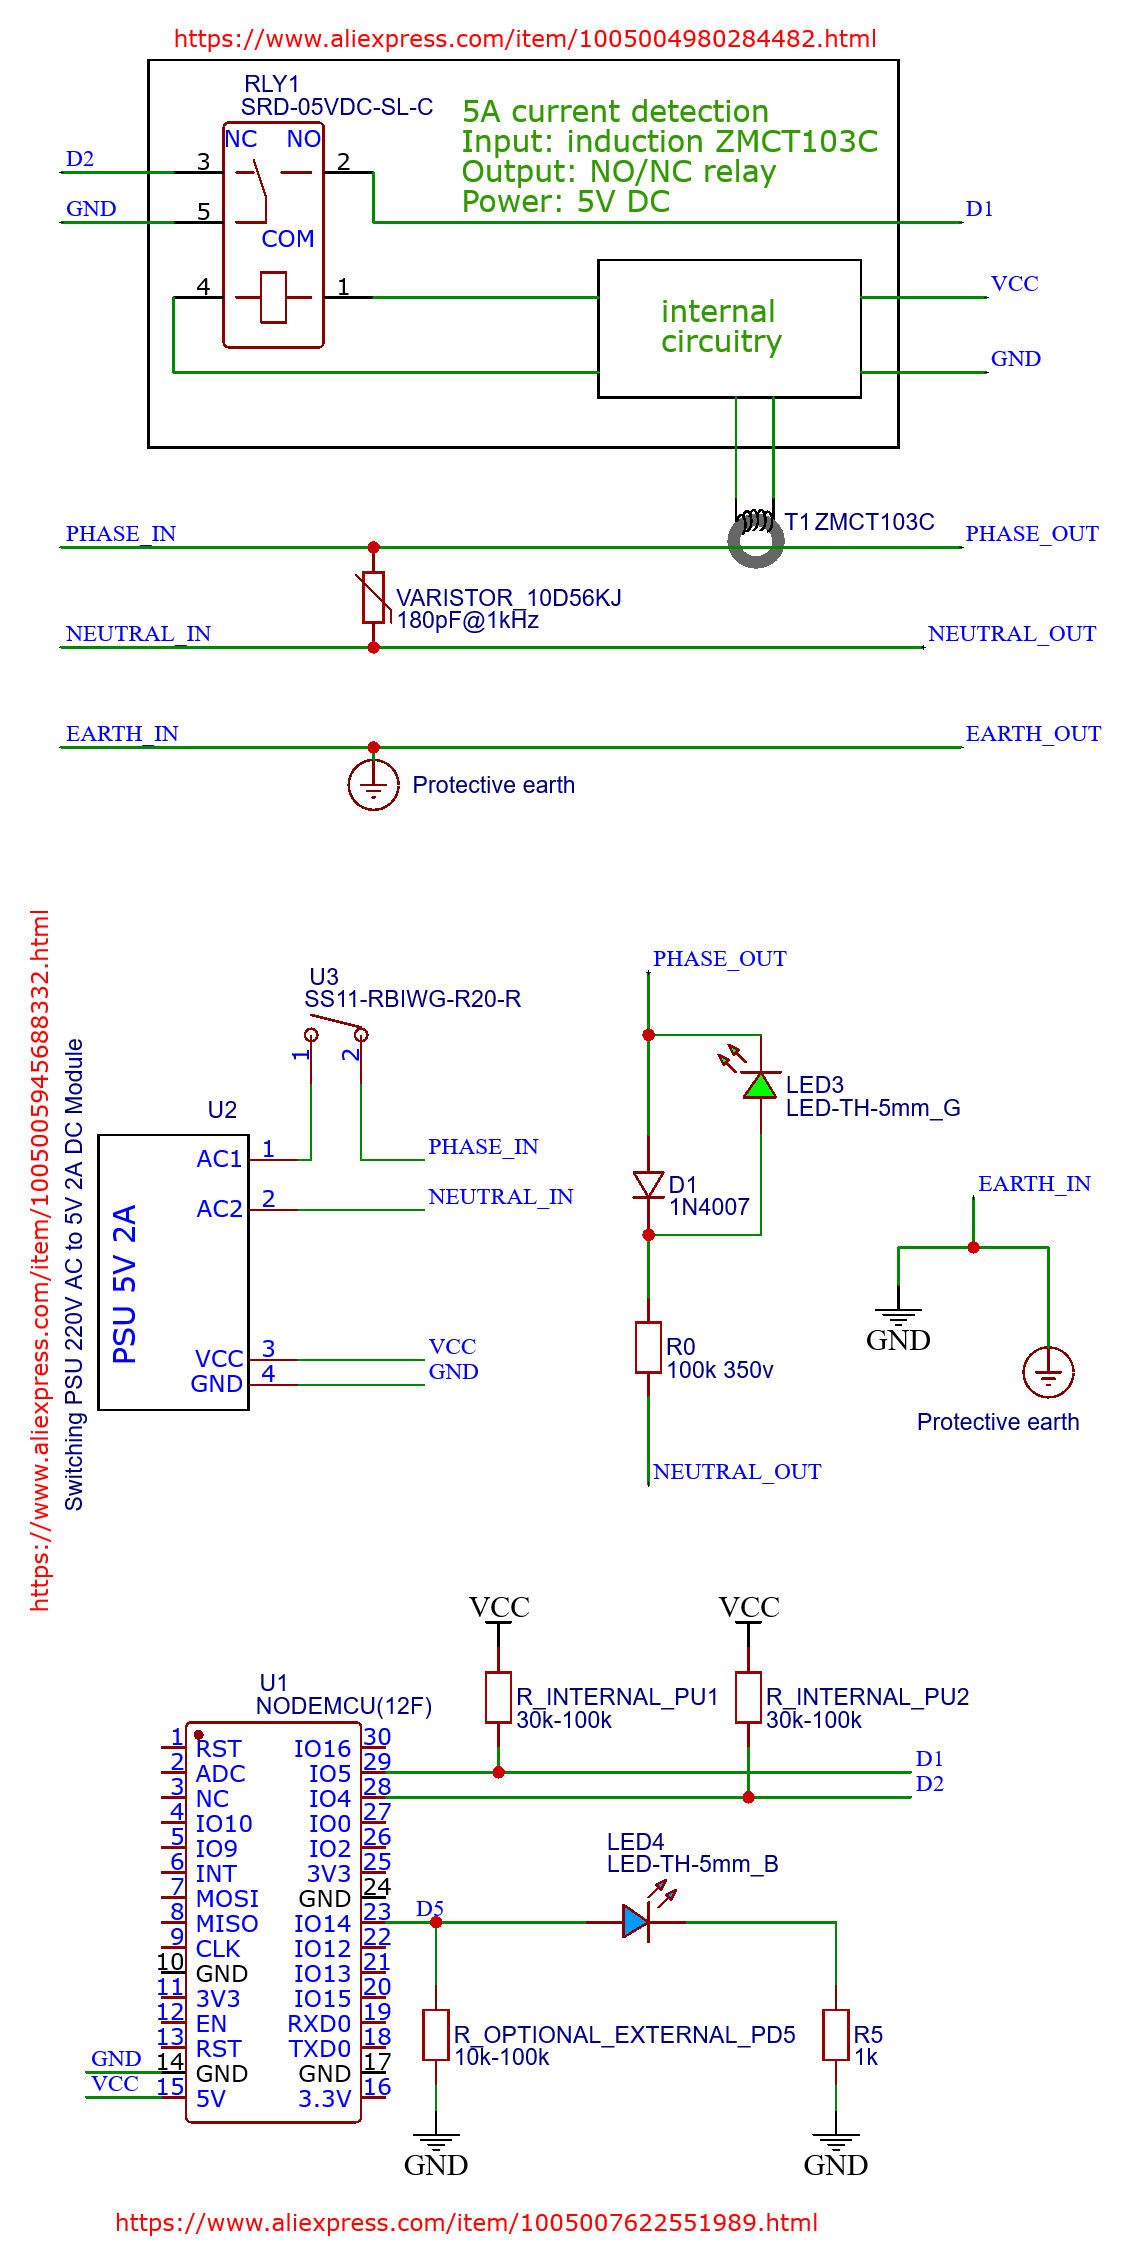 https://www.aliexpress.com/item/1005004980284482.html
RLY1
SRD-05VDC-SL-C
5A current detection
Input: induction ZMCT103C
Output: NO/NC relay
Power: 5V DC
NC NO
D2 3 2
GND 5 D1
COM
4 1 VCC
internal
circuitry
GND
T1 ZMCT103C
PHASE_IN PHASE_OUT
VARISTOR_10D56KJ
180pF@1kHz
NEUTRAL_IN NEUTRAL_OUT
EARTH_IN EARTH_OUT
Protective earth
https://www.aliexpress.com/item/1005005945688332.html
Switching PSU 220V AC to 5V 2A DC Module
U3
SS11-RBIWG-R20-R
1 2
U2
PSU 5V 2A
AC1 1 PHASE_IN
AC2 2 NEUTRAL_IN
VCC 3 VCC
GND 4 GND
PHASE_OUT
LED3
LED-TH-5mm_G
D1
1N4007
R0
100k 350v
NEUTRAL_OUT
EARTH_IN
GND
Protective earth
VCC VCC
U1
NODEMCU(12F)
R_INTERNAL_PU1
30k-100k
R_INTERNAL_PU2
30k-100k
1 RST IO16 30
2 ADC IO5 29 D1
3 NC IO4 28 D2
4 IO10 IO0 27
5 IO9 IO2 26
6 INT 3V3 25
7 MOSI GND 24
8 MISO IO14 23 D5
9 CLK IO12 22
10 GND IO13 21
11 3V3 IO15 20
12 EN RXD0 19
13 RST TXD0 18
GND 14 GND GND 17
VCC 15 5V 3.3V 16
LED4
LED-TH-5mm_B
R_OPTIONAL_EXTERNAL_PD5
10k-100k
R5
1k
GND GND
https://www.aliexpress.com/item/1005007622551989.html